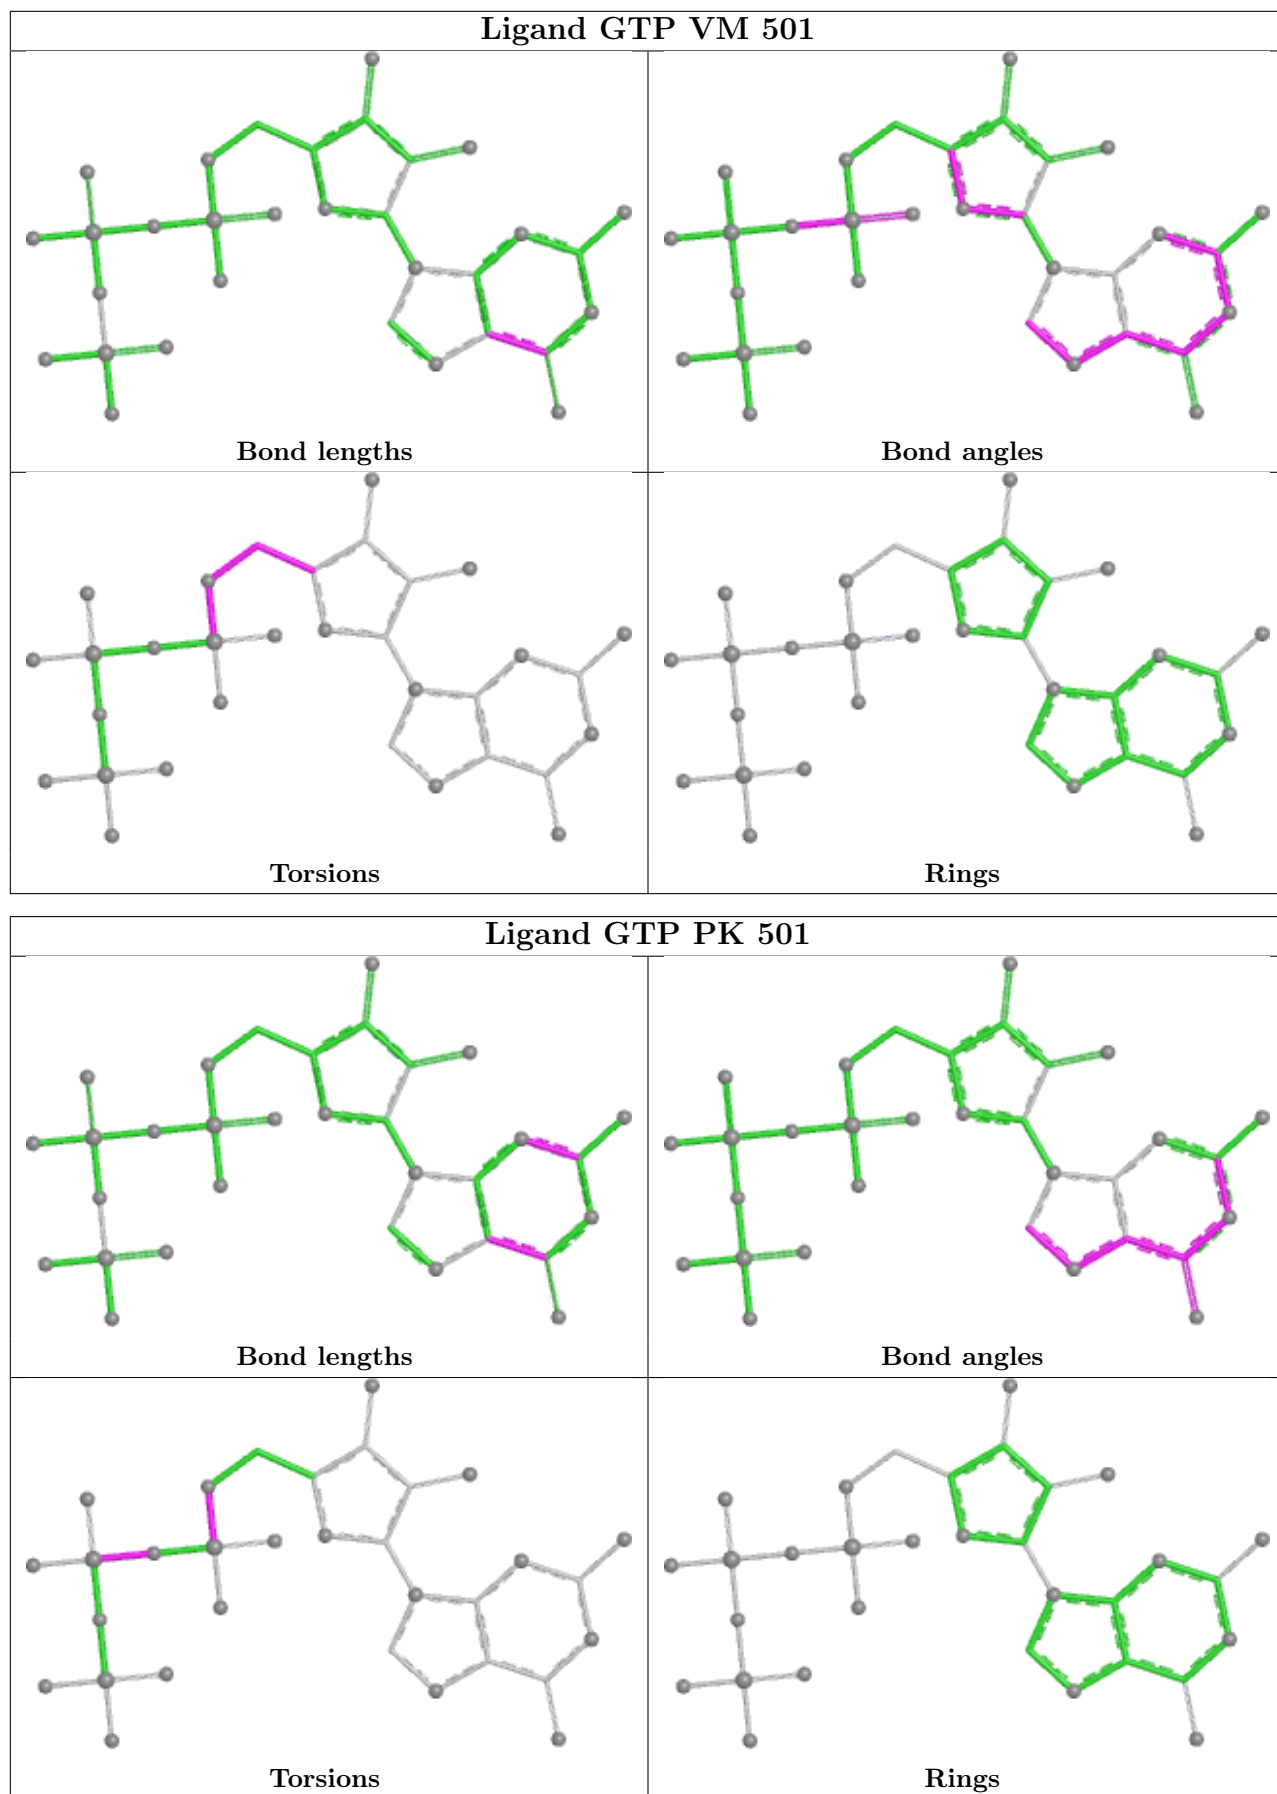 Ligand GTP VM 501
Bond lengths
Bond angles
Torsions
Rings
Ligand GTP PK 501
Bond lengths
Bond angles
Torsions
Rings